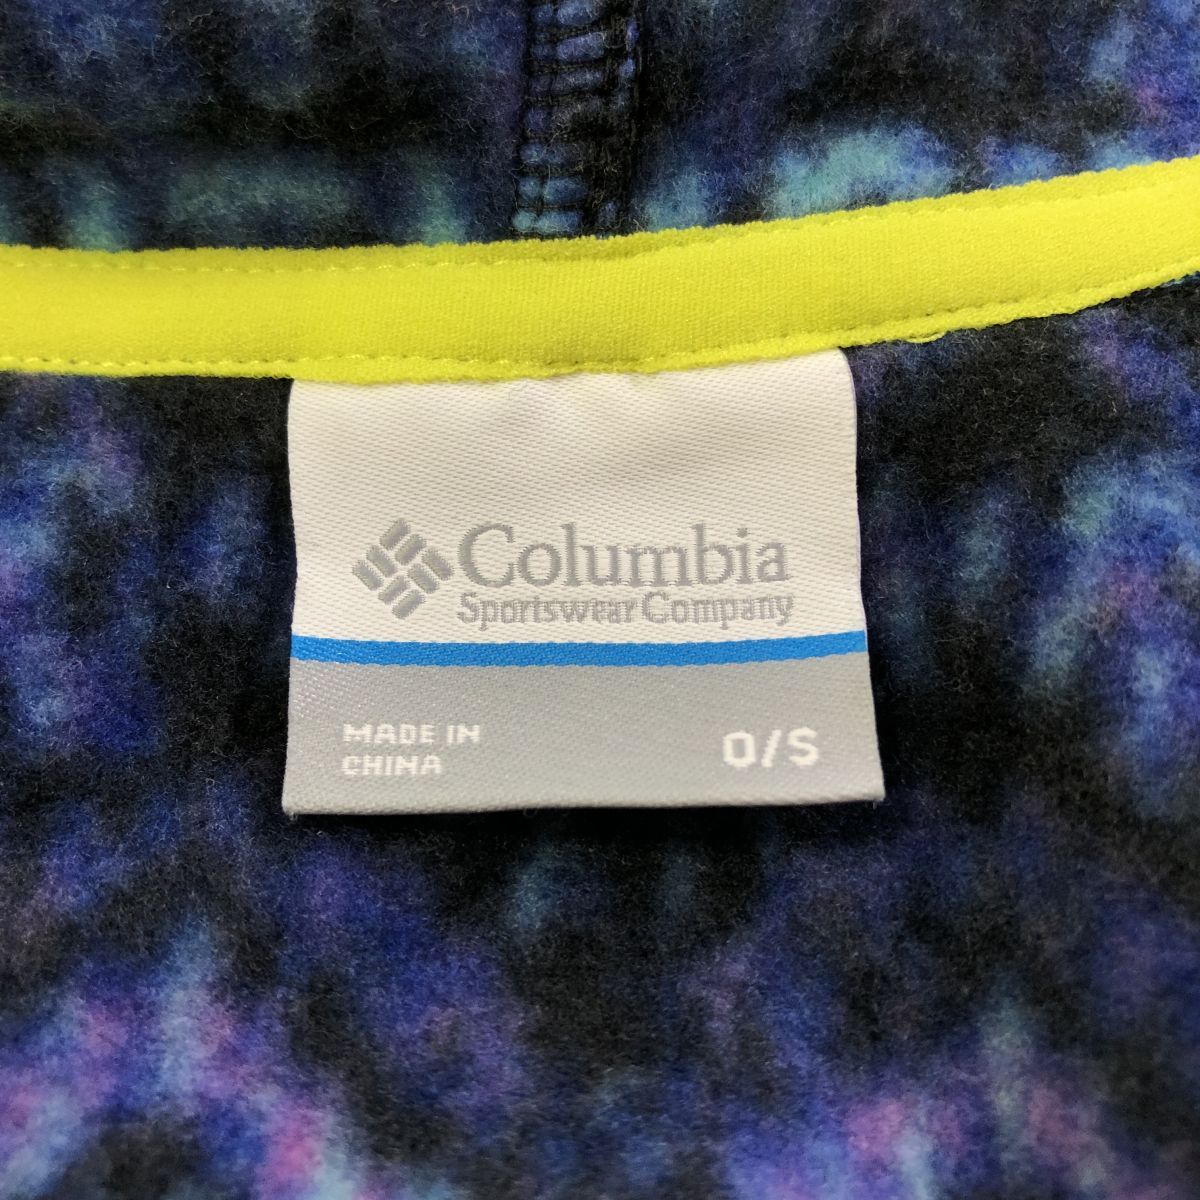 Columbia
Sportswear Company
MADE IN
CHINA
O/S